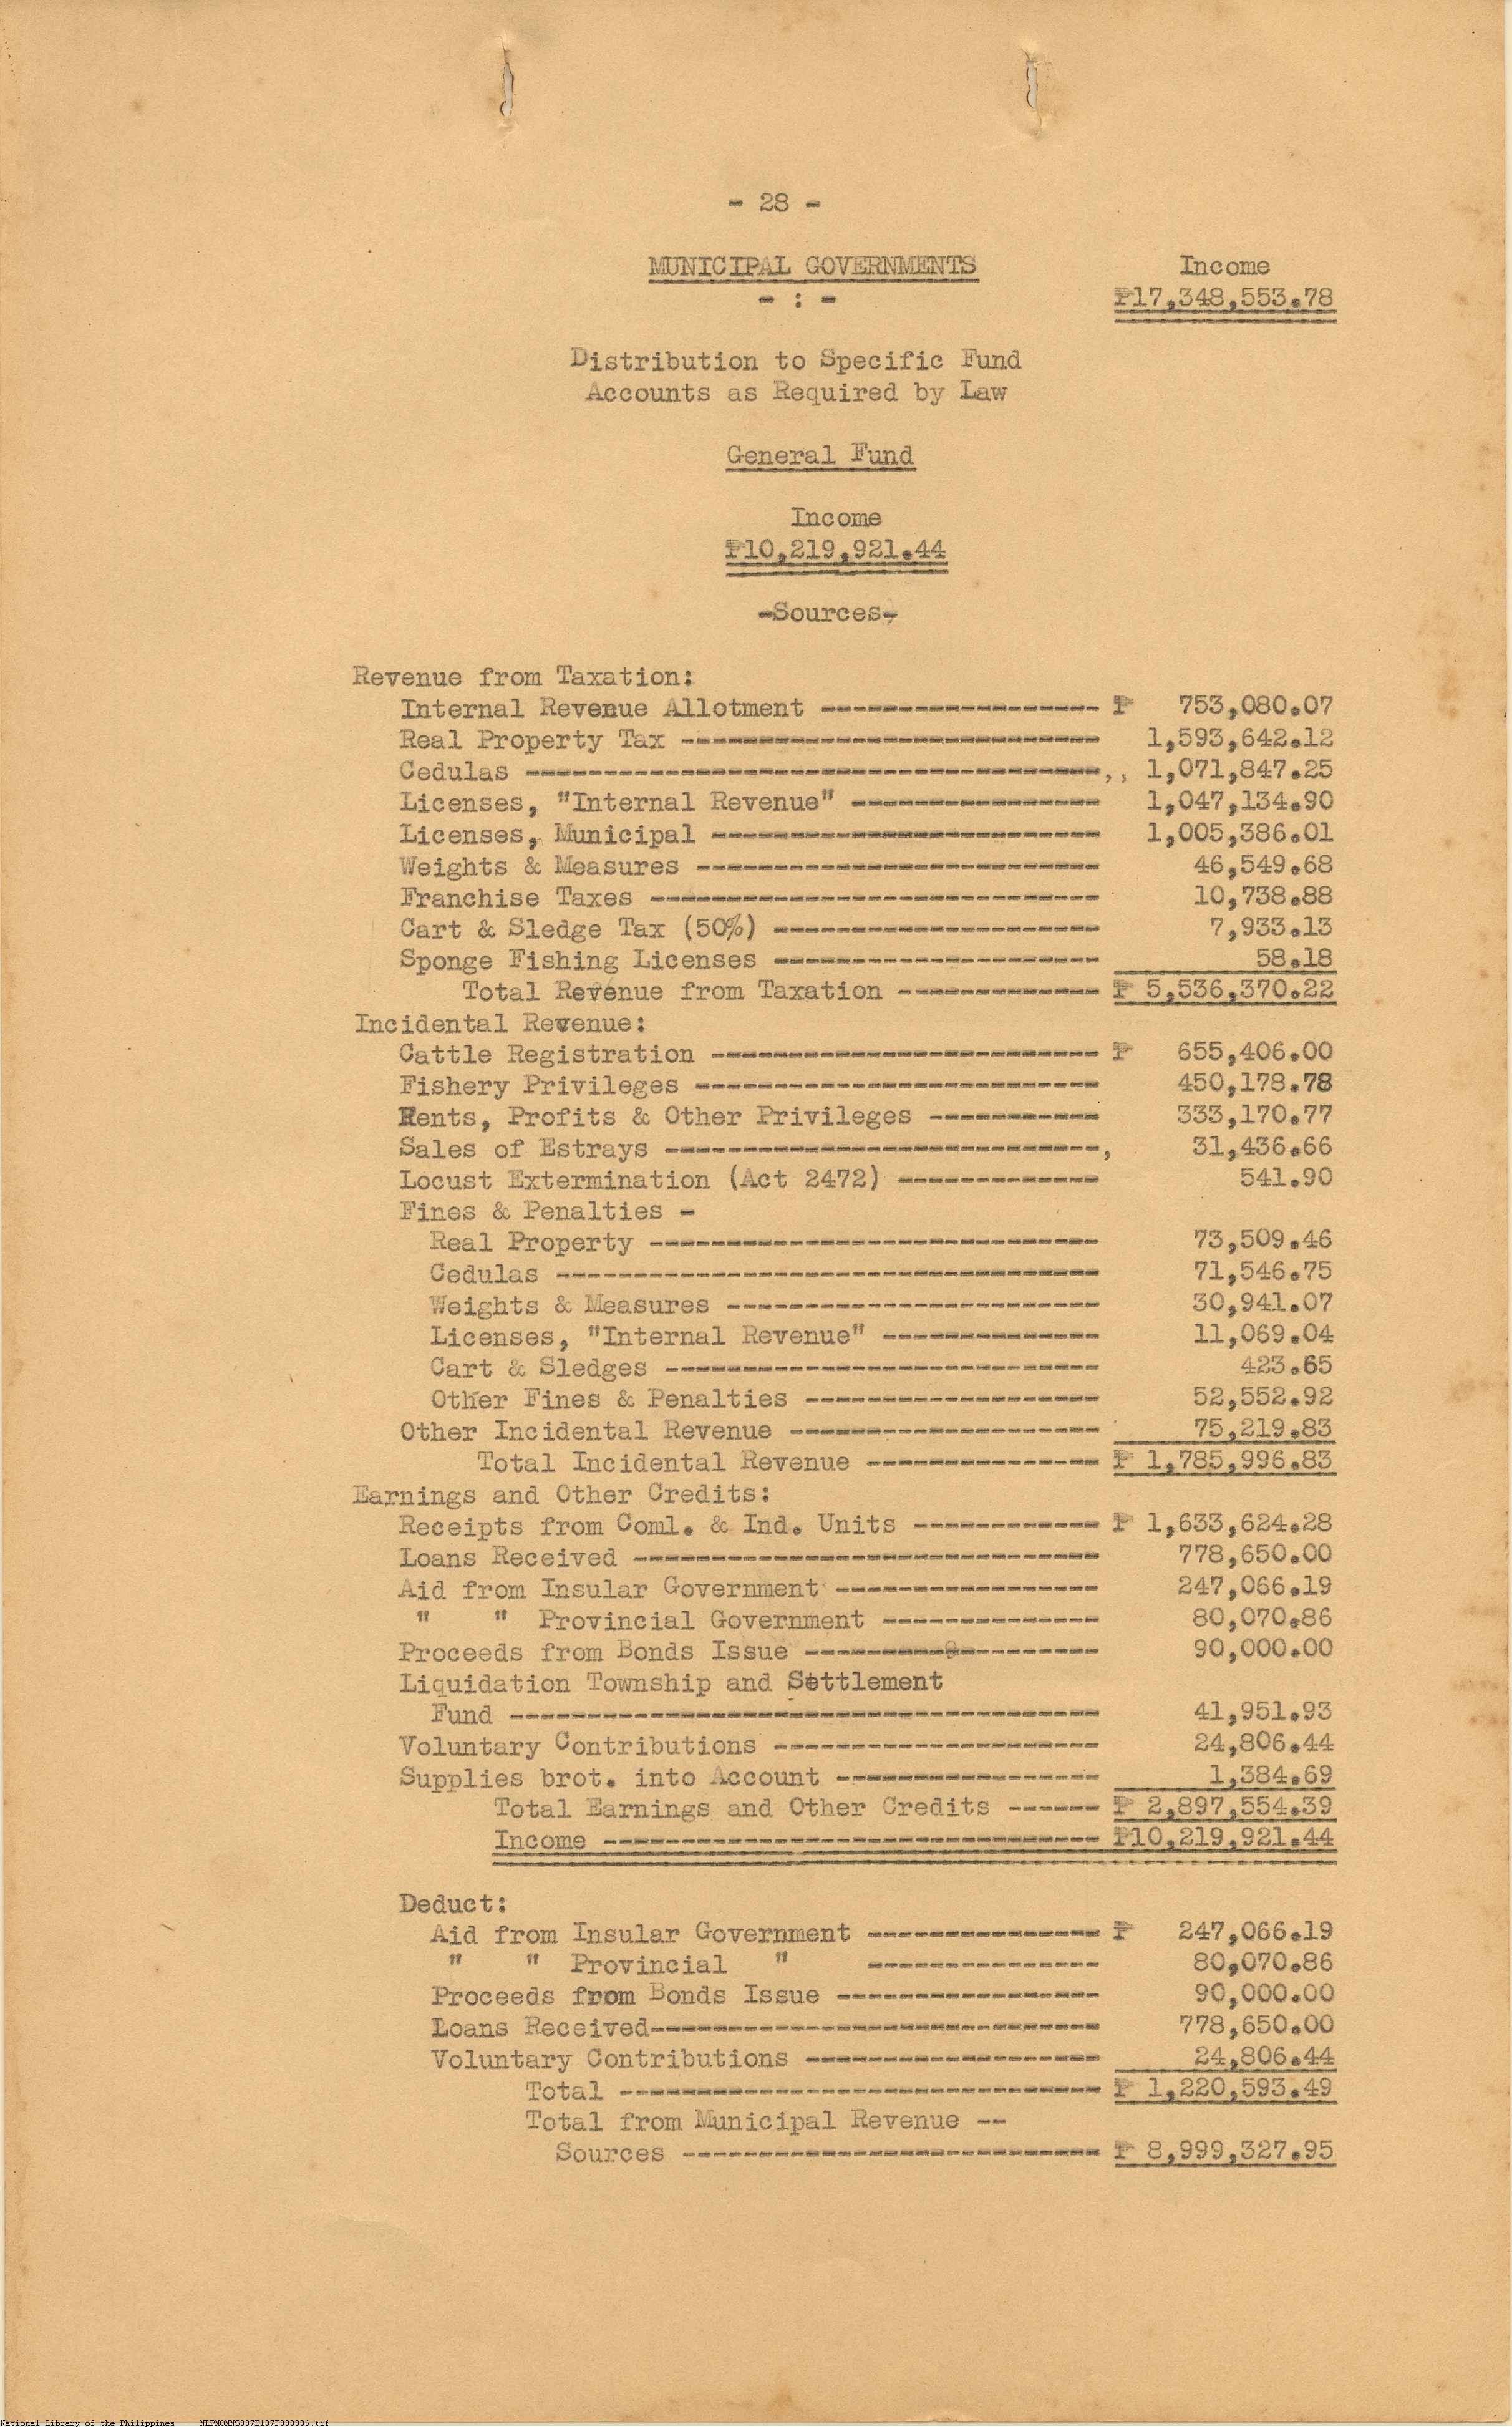 - 28 -
MUNICIPAL GOVERNMENTS Income
- : - ₱17,348,553.78
Distribution to Specific Fund
Accounts as Required by Law
General Fund
Income
₱10,219,921.44
-Sources-
Revenue from Taxation:
Internal Revenue Allotment ------------------ ₱ 753,080.07
Real Property Tax --------------------------- 1,593,642.12
Cedulas -------------------------------------,, 1,071,847.25
Licenses, "Internal Revenue" ---------------- 1,047,134.90
Licenses, Municipal ------------------------- 1,005,386.01
Weights & Measures -------------------------- 46,549.68
Franchise Taxes ----------------------------- 10,738.88
Cart & Sledge Tax (50%) --------------------- 7,933.13
Sponge Fishing Licenses --------------------- 58.18
Total Revenue from Taxation ------------- ₱ 5,536,370.22
Incidental Revenue:
Cattle Registration ------------------------- ₱ 655,406.00
Fishery Privileges -------------------------- 450,178.78
Rents, Profits & Other Privileges ----------- 333,170.77
Sales of Estrays ----------------------------, 31,436.66
Locust Extermination (Act 2472) ------------- 541.90
Fines & Penalties -
Real Property ----------------------------- 73,509.46
Cedulas ----------------------------------- 71,546.75
Weights & Measures ------------------------ 30,941.07
Licenses, "Internal Revenue" -------------- 11,069.04
Cart & Sledges ---------------------------- 423.65
Other Fines & Penalties ------------------- 52,552.92
Other Incidental Revenue -------------------- 75,219.83
Total Incidental Revenue --------------- ₱ 1,785,996.83
Earnings and Other Credits:
Receipts from Coml. & Ind. Units ------------ ₱ 1,633,624.28
Loans Received ------------------------------ 778,650.00
Aid from Insular Government ----------------- 247,066.19
" " Provincial Government -------------- 80,070.86
Proceeds from Bonds Issue ------------------- 90,000.00
Liquidation Township and Settlement
Fund -------------------------------------- 41,951.93
Voluntary Contributions --------------------- 24,806.44
Supplies brot. into Account ----------------- 1,384.69
Total Earnings and Other Credits ------ ₱ 2,897,554.39
Income -------------------------------- ₱10,219,921.44
Deduct:
Aid from Insular Government --------------- ₱ 247,066.19
" " Provincial " --------------- 80,070.86
Proceeds from Bonds Issue ----------------- 90,000.00
Loans Received----------------------------- 778,650.00
Voluntary Contributions ------------------- 24,806.44
Total ------------------------------- ₱ 1,220,593.49
Total from Municipal Revenue --
Sources --------------------------- ₱ 8,999,327.95
National Library of the Philippines NLPMQMNS007B137F003036.tif